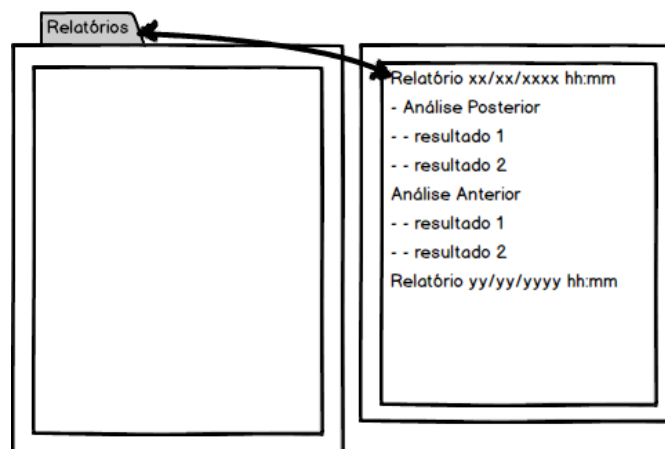 Relatórios
Relatório xx/xx/xxxx hh:mm
- Análise Posterior
- - resultado 1
- - resultado 2
Análise Anterior
- - resultado 1
- - resultado 2
Relatório yy/yy/yyyy hh:mm